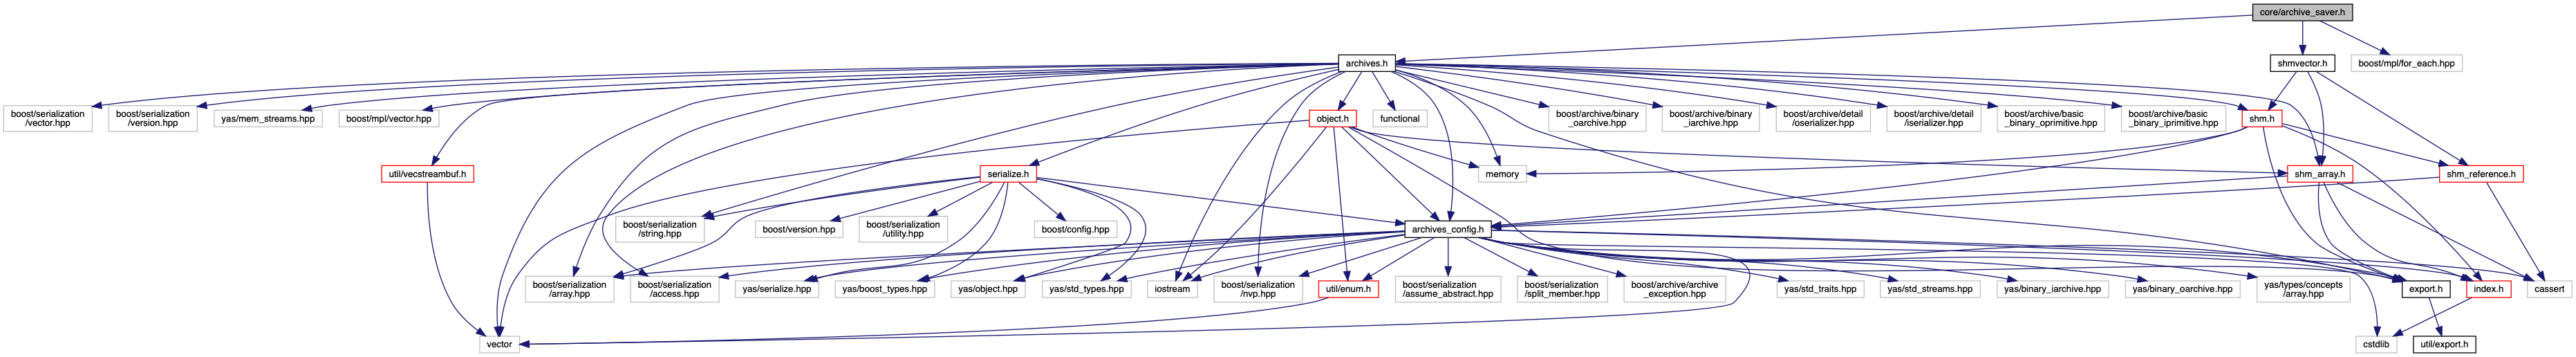 core/archive_saver.h
archives.h
shmvector.h
boost/mpl/for_each.hpp
boost/serialization
/vector.hpp
boost/serialization
/version.hpp
yas/mem_streams.hpp
boost/mpl/vector.hpp
object.h
functional
boost/archive/binary
_oarchive.hpp
boost/archive/binary
_iarchive.hpp
boost/archive/detail
/oserializer.hpp
boost/archive/detail
/iserializer.hpp
boost/archive/basic
_binary_oprimitive.hpp
boost/archive/basic
_binary_iprimitive.hpp
shm.h
util/vecstreambuf.h
serialize.h
memory
shm_array.h
shm_reference.h
boost/serialization
/string.hpp
boost/version.hpp
boost/serialization
/utility.hpp
boost/config.hpp
archives_config.h
boost/serialization
/array.hpp
boost/serialization
/access.hpp
yas/serialize.hpp
yas/boost_types.hpp
yas/object.hpp
yas/std_types.hpp
iostream
boost/serialization
/nvp.hpp
util/enum.h
boost/serialization
/assume_abstract.hpp
boost/serialization
/split_member.hpp
boost/archive/archive
_exception.hpp
yas/std_traits.hpp
yas/std_streams.hpp
yas/binary_iarchive.hpp
yas/binary_oarchive.hpp
yas/types/concepts
/array.hpp
export.h
index.h
cassert
vector
cstdlib
util/export.h